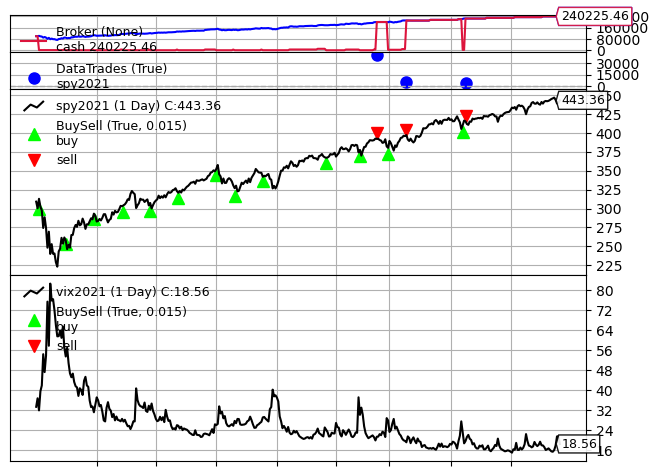 Broker (None)
cash 240225.46
240225.46
160000
80000
0
DataTrades (True)
spy2021
30000
15000
0
spy2021 (1 Day) C:443.36
BuySell (True, 0.015)
buy
sell
443.36
425
400
375
350
325
300
275
250
225
vix2021 (1 Day) C:18.56
BuySell (True, 0.015)
buy
sell
80
72
64
56
48
40
32
24
18.56
16